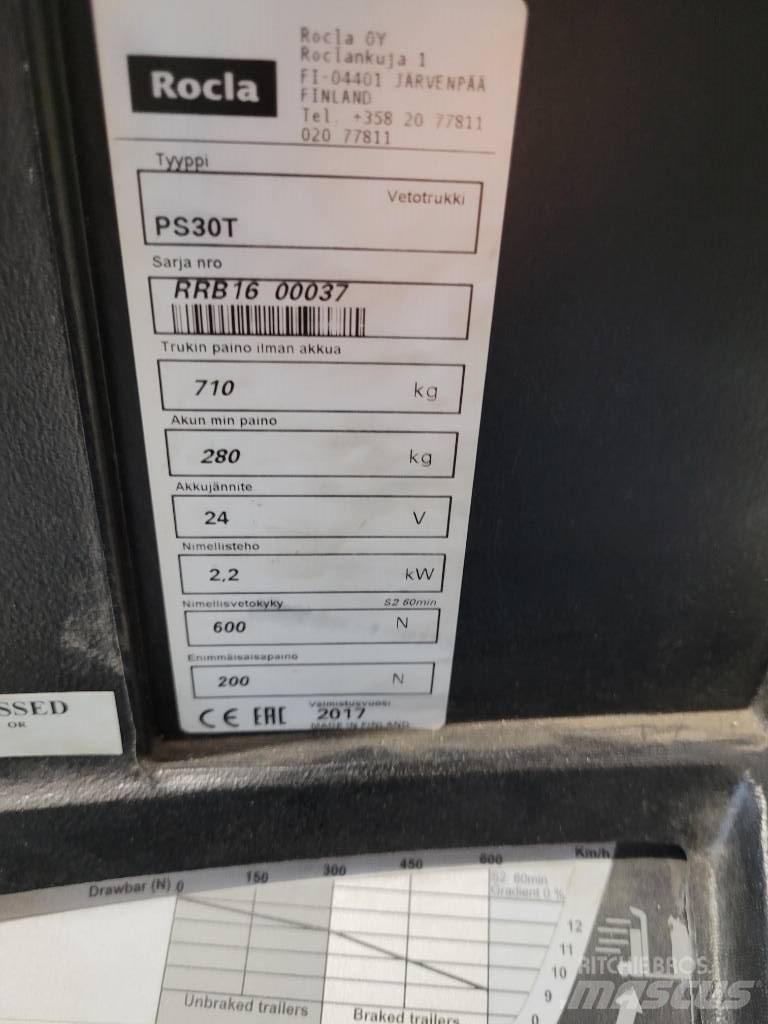 Rocla
Rocla OY
Roclankuja 1
FI-04401 JÄRVENPÄÄ
FINLAND
Tel. +358 20 77811
020 77811
Tyyppi
Vetotrukki
PS30T
Sarja nro
RRB16 00037
Trukin paino ilman akkua
710 kg
Akun min paino
280 kg
Akkujännite
24 V
Nimellisteho
2,2 kW
Nimellisvetokyky S2 60min
600 N
Enimmäisaisapaino
200 N
CE EAC Valmistusvuosi
2017
MADE IN FINLAND
SSED
OR
Drawbar (N) 0 150 300 450 600 Km/h
S2 60min
Gradient 0 %
12
11
10
9
Unbraked trailers Braked trailers
RITCHIE BROS.
MASCUS